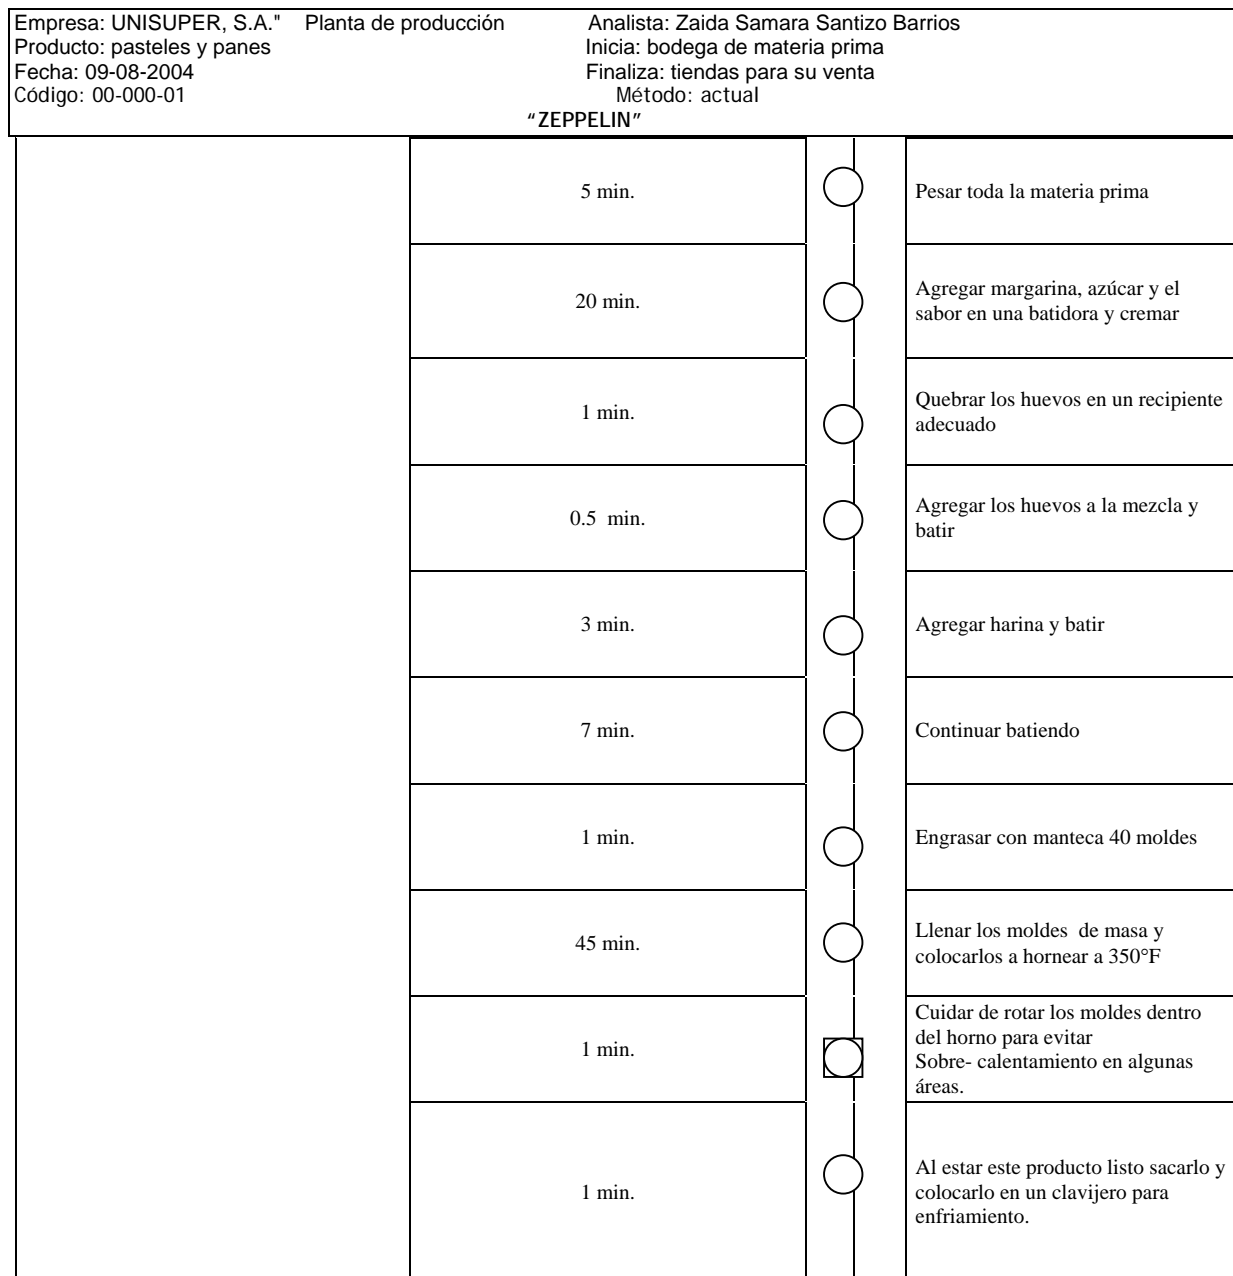 Empresa: UNISUPER, S.A."    Planta de producción    Analista: Zaida Samara Santizo Barrios
Producto: pasteles y panes    Inicia: bodega de materia prima
Fecha: 09-08-2004    Finaliza: tiendas para su venta
Código: 00-000-01    Método: actual
"ZEPPELIN"
5 min.    Pesar toda la materia prima
20 min.    Agregar margarina, azúcar y el
sabor en una batidora y cremar
1 min.    Quebrar los huevos en un recipiente
adecuado
0.5  min.    Agregar los huevos a la mezcla y
batir
3 min.    Agregar harina y batir
7 min.    Continuar batiendo
1 min.    Engrasar con manteca 40 moldes
45 min.    Llenar los moldes  de masa y
colocarlos a hornear a 350°F
1 min.    Cuidar de rotar los moldes dentro
del horno para evitar
Sobre- calentamiento en algunas
áreas.
1 min.    Al estar este producto listo sacarlo y
colocarlo en un clavijero para
enfriamiento.